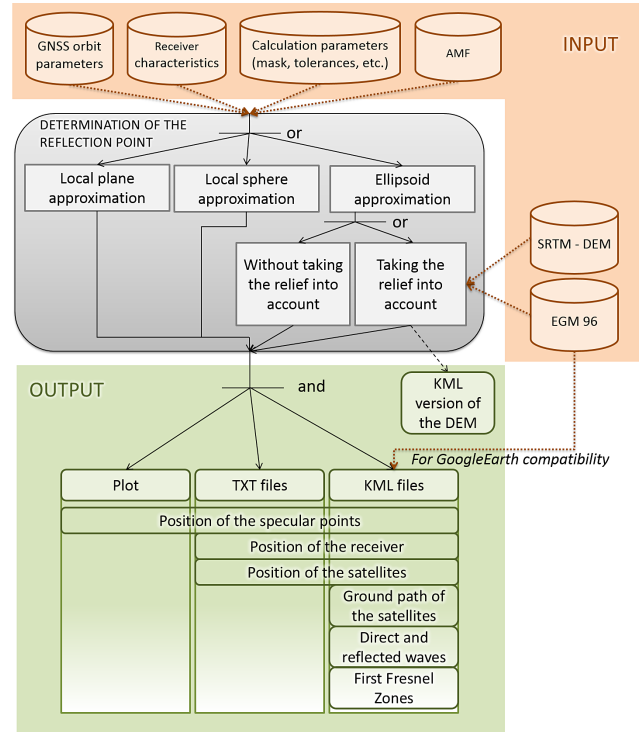 GNSS orbit
parameters
Receiver
characteristics
Calculation parameters
(mask, tolerances, etc.)
AMF
INPUT
DETERMINATION OF THE
REFLECTION POINT
or
Local plane
approximation
Local sphere
approximation
Ellipsoid
approximation
or
Without taking
the relief into
account
Taking the
relief into
account
SRTM - DEM
EGM 96
OUTPUT
and
KML
version of
the DEM
For GoogleEarth compatibility
Plot
TXT files
KML files
Position of the specular points
Position of the receiver
Position of the satellites
Ground path of
the satellites
Direct and
reflected waves
First Fresnel
Zones